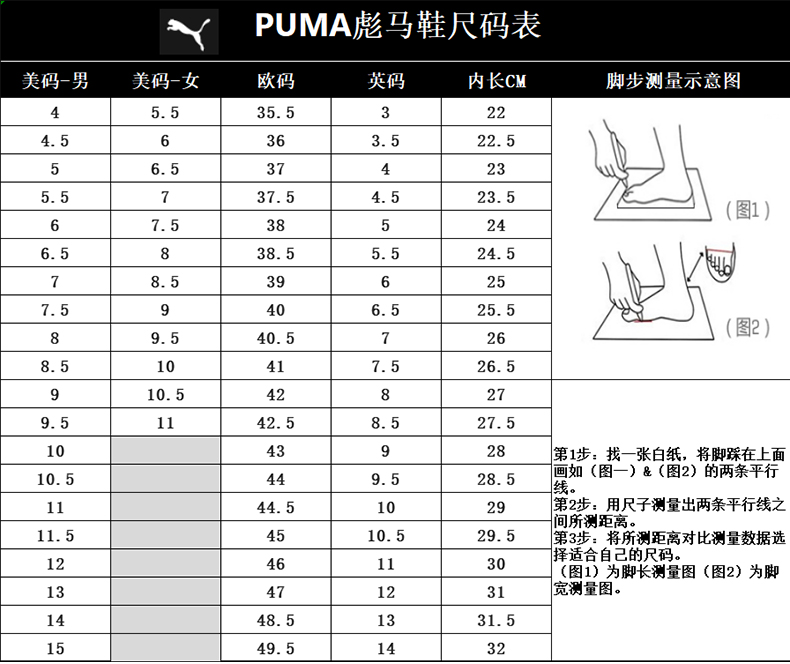 PUMA彪马鞋尺码表
美码-男 美码-女 欧码 英码 内长CM 脚步测量示意图
4 5.5 35.5 3 22
4.5 6 36 3.5 22.5
5 6.5 37 4 23
5.5 7 37.5 4.5 23.5
6 7.5 38 5 24
6.5 8 38.5 5.5 24.5
7 8.5 39 6 25
7.5 9 40 6.5 25.5
8 9.5 40.5 7 26
8.5 10 41 7.5 26.5
9 10.5 42 8 27
9.5 11 42.5 8.5 27.5
10 43 9 28
10.5 44 9.5 28.5
11 44.5 10 29
11.5 45 10.5 29.5
12 46 11 30
13 47 12 31
14 48.5 13 31.5
15 49.5 14 32
(图1)
(图2)
第1步：找一张白纸，将脚踩在上面
画如（图一）&（图2）的两条平行
线。
第2步：用尺子测量出两条平行线之
间所测距离。
第3步：将所测距离对比测量数据选
择适合自己的尺码。
（图1）为脚长测量图（图2）为脚
宽测量图。